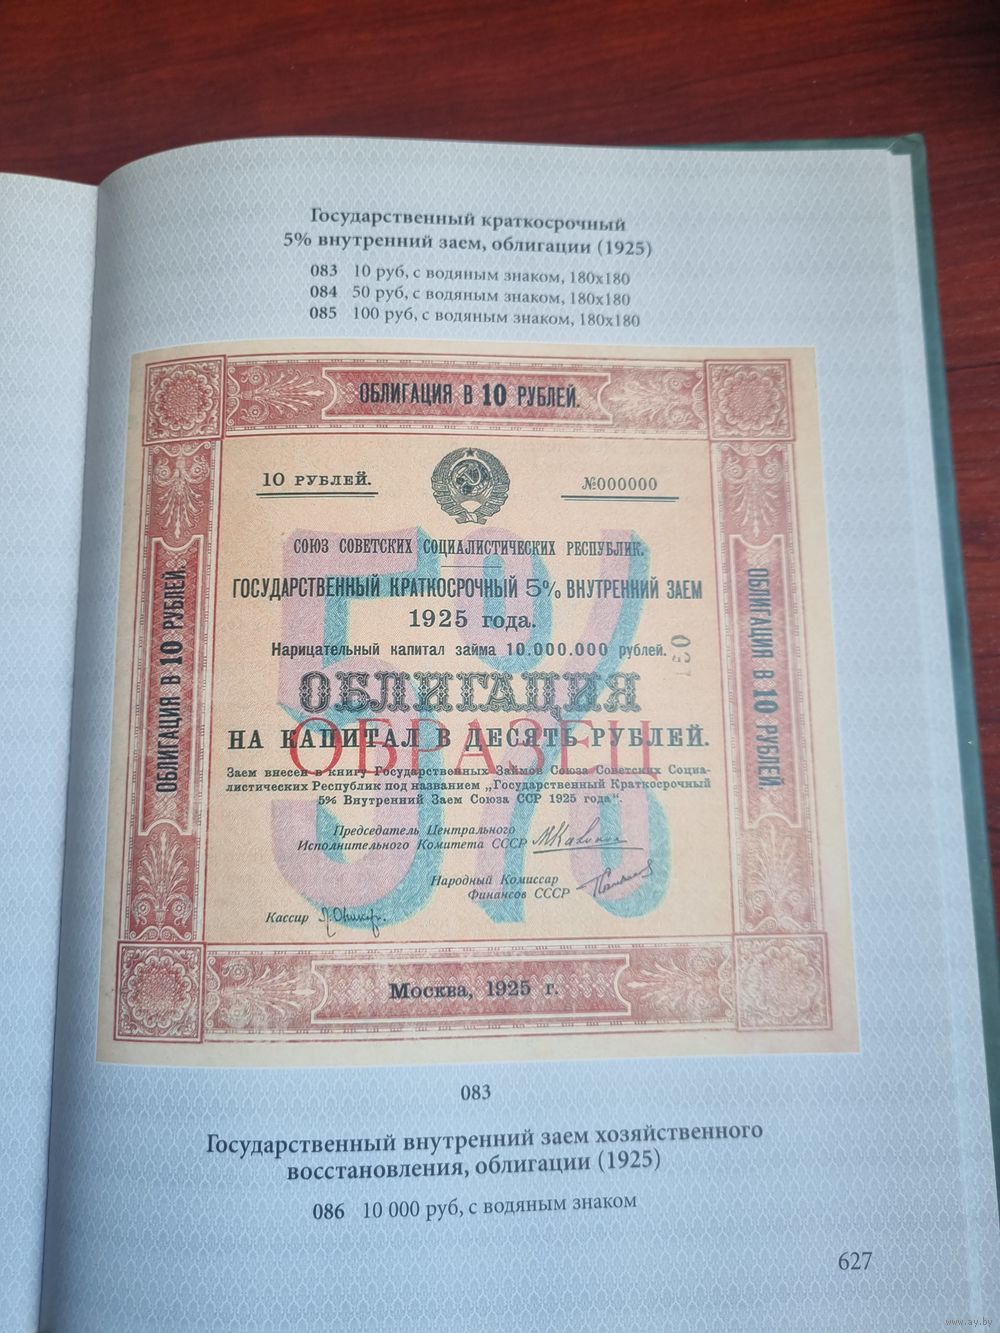 Государственный краткосрочный
5% внутренний заем, облигации (1925)
083 10 руб, с водяным знаком, 180х180
084 50 руб, с водяным знаком, 180х180
085 100 руб, с водяным знаком, 180х180
ОБЛИГАЦИЯ В 10 РУБЛЕЙ.
10 РУБЛЕЙ.
№000000
СОЮЗ СОВЕТСКИХ СОЦИАЛИСТИЧЕСКИХ РЕСПУБЛИК.
ГОСУДАРСТВЕННЫЙ КРАТКОСРОЧНЫЙ 5% ВНУТРЕННИЙ ЗАЕМ
1925 года.
Нарицательный капитал займа 10.000.000 рублей.
ОБЛИГАЦИЯ
ОБРАЗЕЦ
НА КАПИТАЛ В ДЕСЯТЬ РУБЛЕЙ.
Заем внесен в книгу Государственных Займов Союза Советских Социа-
листических Республик под названием „Государственный Краткосрочный
5% Внутренний Заем Союза ССР 1925 года“.
Председатель Центрального
Исполнительного Комитета СССР
Народный Комиссар
Финансов СССР
Кассир
5%
5%
ОБЛИГАЦИЯ В 10 РУБЛЕЙ.
ОБЛИГАЦИЯ В 10 РУБЛЕЙ.
Москва, 1925 г.
083
Государственный внутренний заем хозяйственного
восстановления, облигации (1925)
086 10 000 руб, с водяным знаком
627
www.ay.by